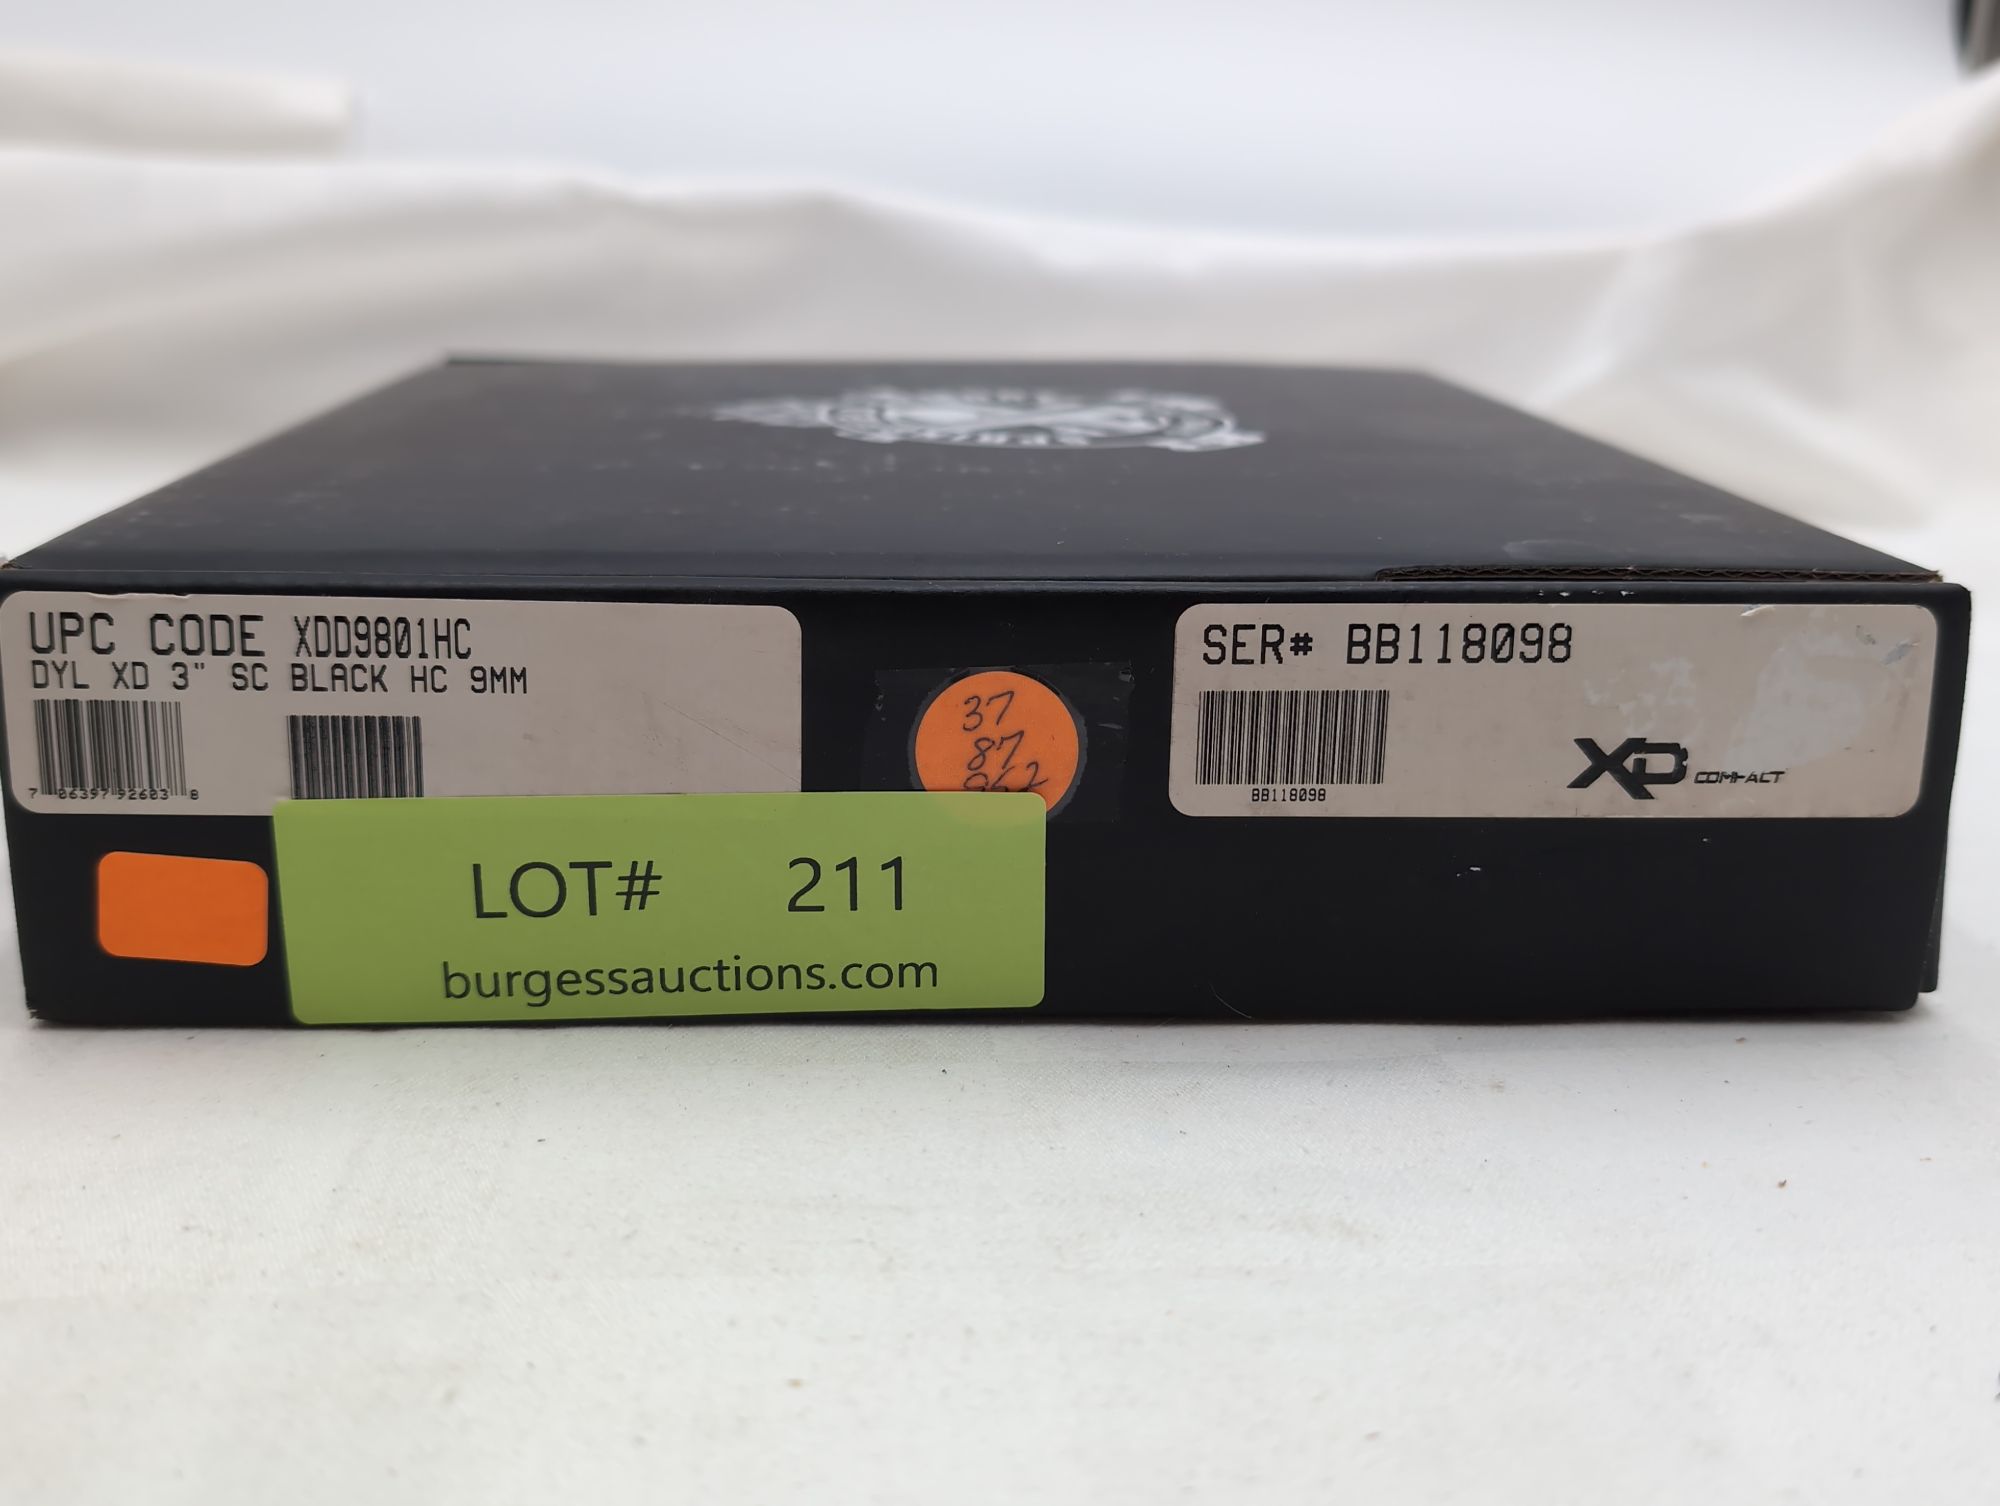 UPC CODE XDD9801HC
DYL XD 3" SC BLACK HC 9MM
7 06397 92603 8
37
87
SER# BB118098
BB118098
XD COMPACT
LOT# 211
burgessauctions.com